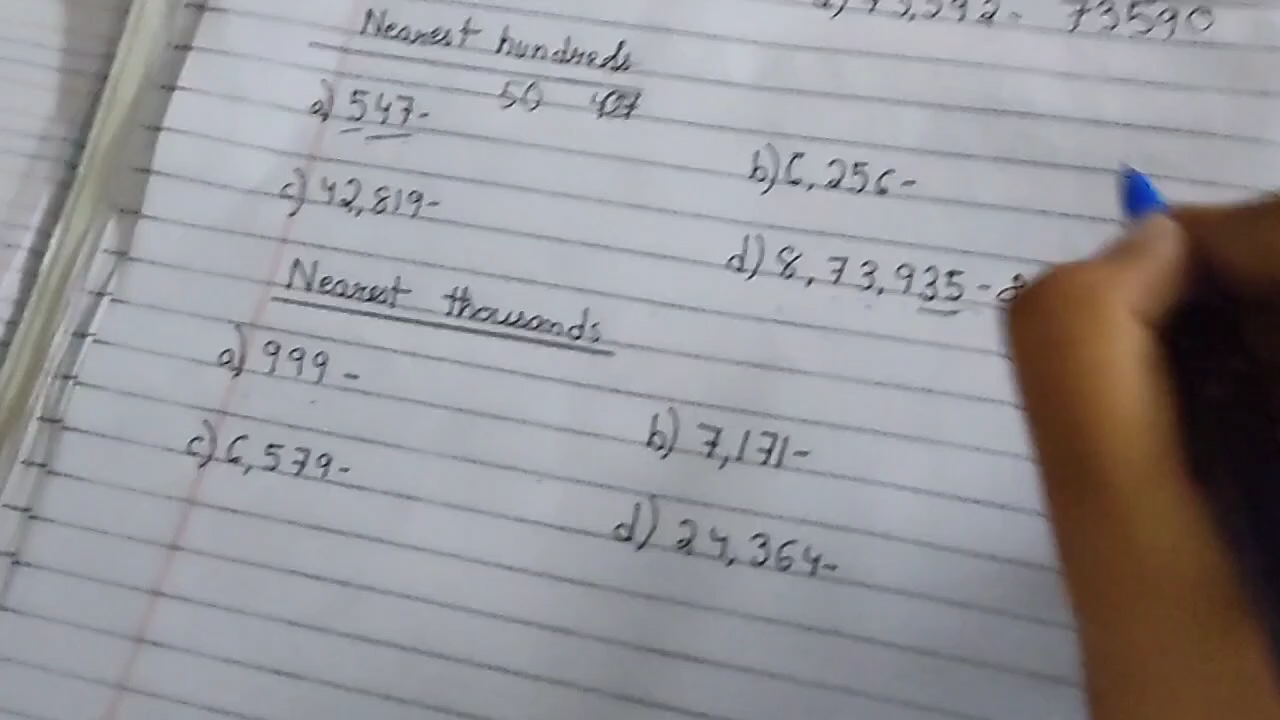 73590
Nearest hundreds
a) 547- 50
b) 6,256-
c) 42,819-
d) 8,73,935-
Nearest thousands
a) 999-
b) 7,171-
c) 6,579-
d) 24,364-